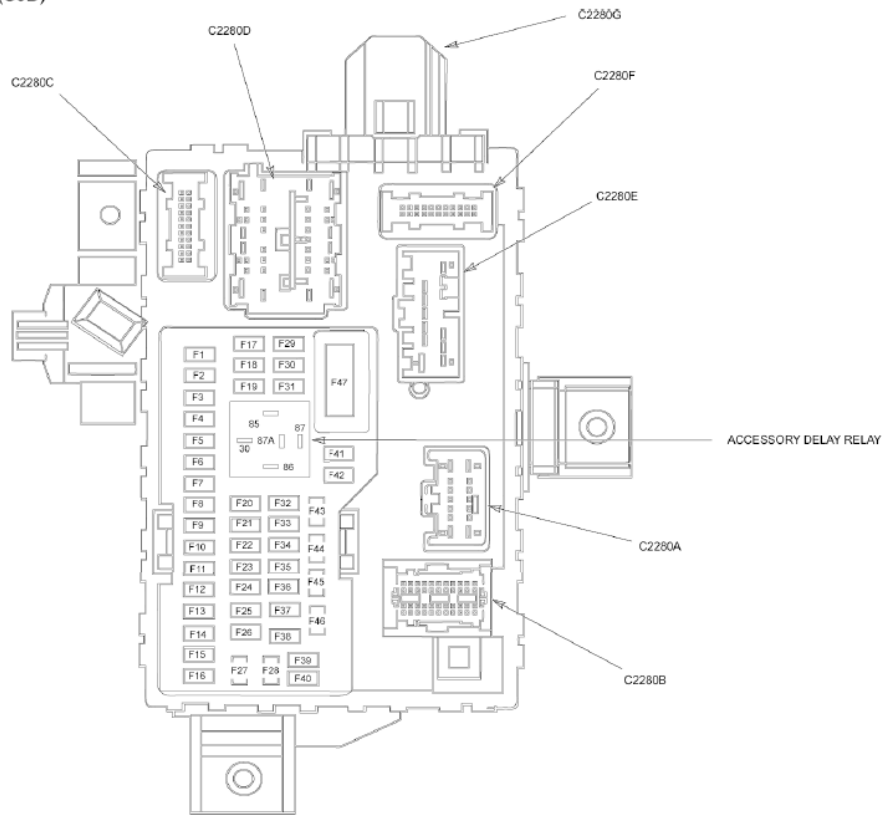 C2280G
C2280D
C2280F
C2280C
C2280E
F17 F29
F1
F18 F30
F2
F47
F19 F31
F3
F4
85 87
F5
30 87A
ACCESSORY DELAY RELAY
F41
F6
86
F42
F7
F8 F20 F32
F43
F9 F21 F33
F10 F22 F34 F44
C2280A
F11 F23 F35
F12 F24 F36 F45
F13 F25 F37
F46
F14 F26 F38
F15 F39
F27 F28
F16 F40
C2280B